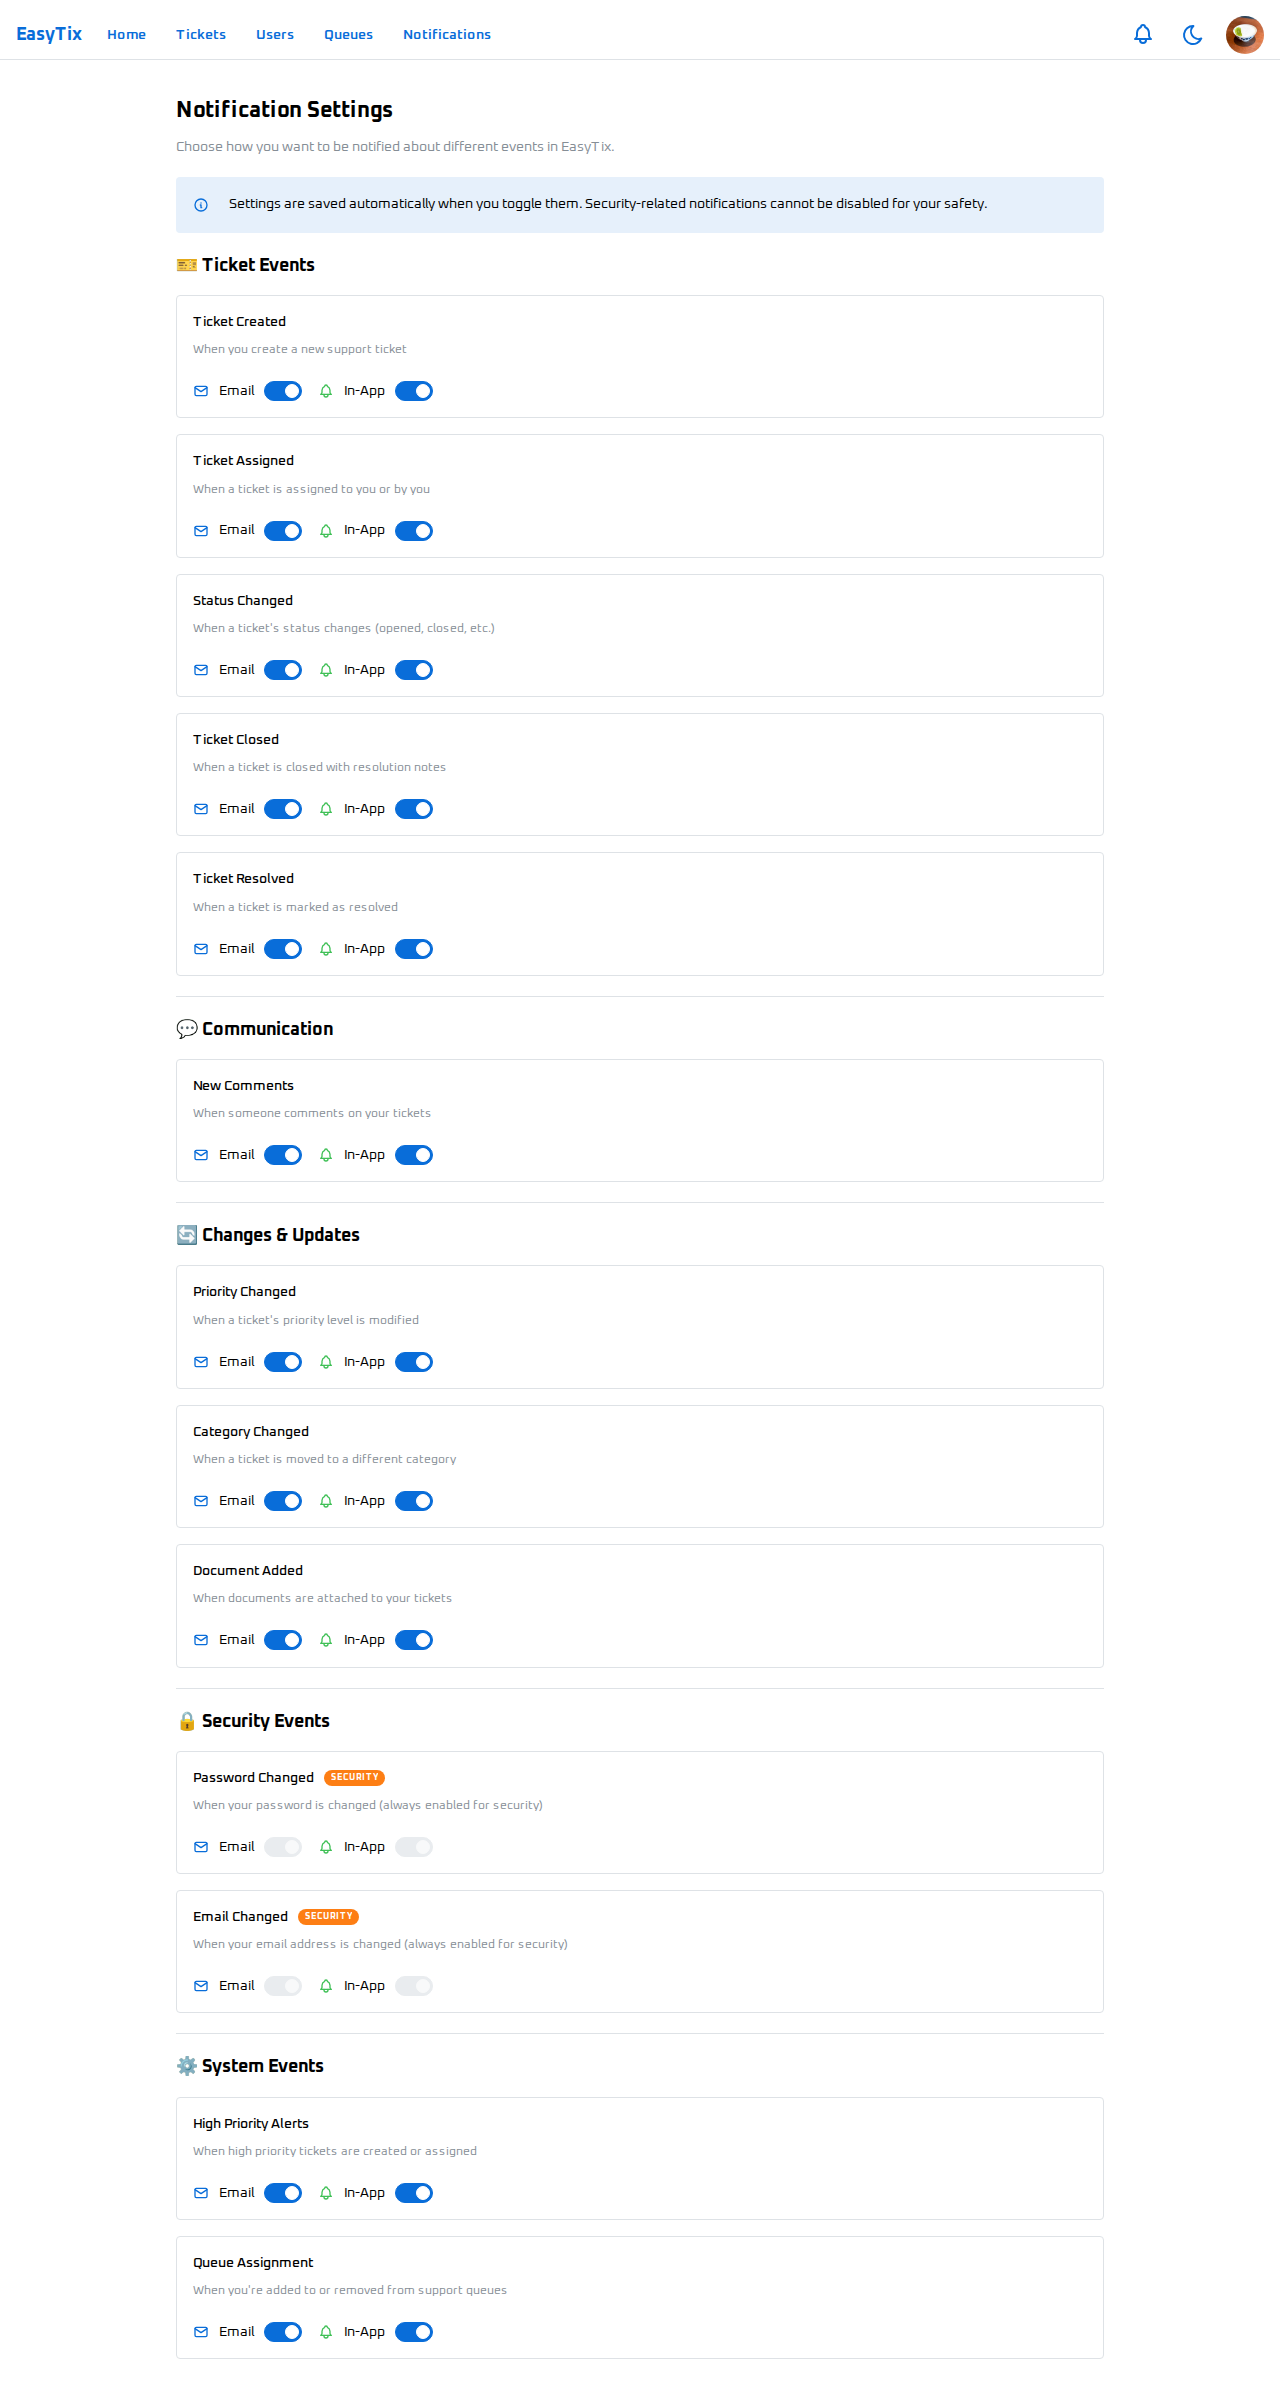 EasyTix Home Tickets Users Queues Notifications
Notification Settings
Choose how you want to be notified about different events in EasyTix.
Settings are saved automatically when you toggle them. Security-related notifications cannot be disabled for your safety.
🎫 Ticket Events
Ticket Created
When you create a new support ticket
Email In-App
Ticket Assigned
When a ticket is assigned to you or by you
Email In-App
Status Changed
When a ticket's status changes (opened, closed, etc.)
Email In-App
Ticket Closed
When a ticket is closed with resolution notes
Email In-App
Ticket Resolved
When a ticket is marked as resolved
Email In-App
💬 Communication
New Comments
When someone comments on your tickets
Email In-App
🔄 Changes & Updates
Priority Changed
When a ticket's priority level is modified
Email In-App
Category Changed
When a ticket is moved to a different category
Email In-App
Document Added
When documents are attached to your tickets
Email In-App
🔒 Security Events
Password Changed SECURITY
When your password is changed (always enabled for security)
Email In-App
Email Changed SECURITY
When your email address is changed (always enabled for security)
Email In-App
⚙️ System Events
High Priority Alerts
When high priority tickets are created or assigned
Email In-App
Queue Assignment
When you're added to or removed from support queues
Email In-App